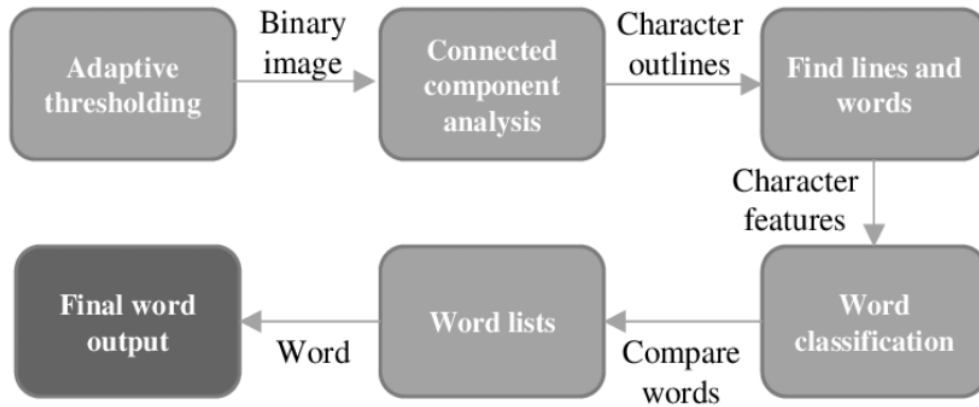 Adaptive
thresholding
Binary
image
Connected
component
analysis
Character
outlines
Find lines and
words
Character
features
Word
classification
Compare
words
Word lists
Word
Final word
output